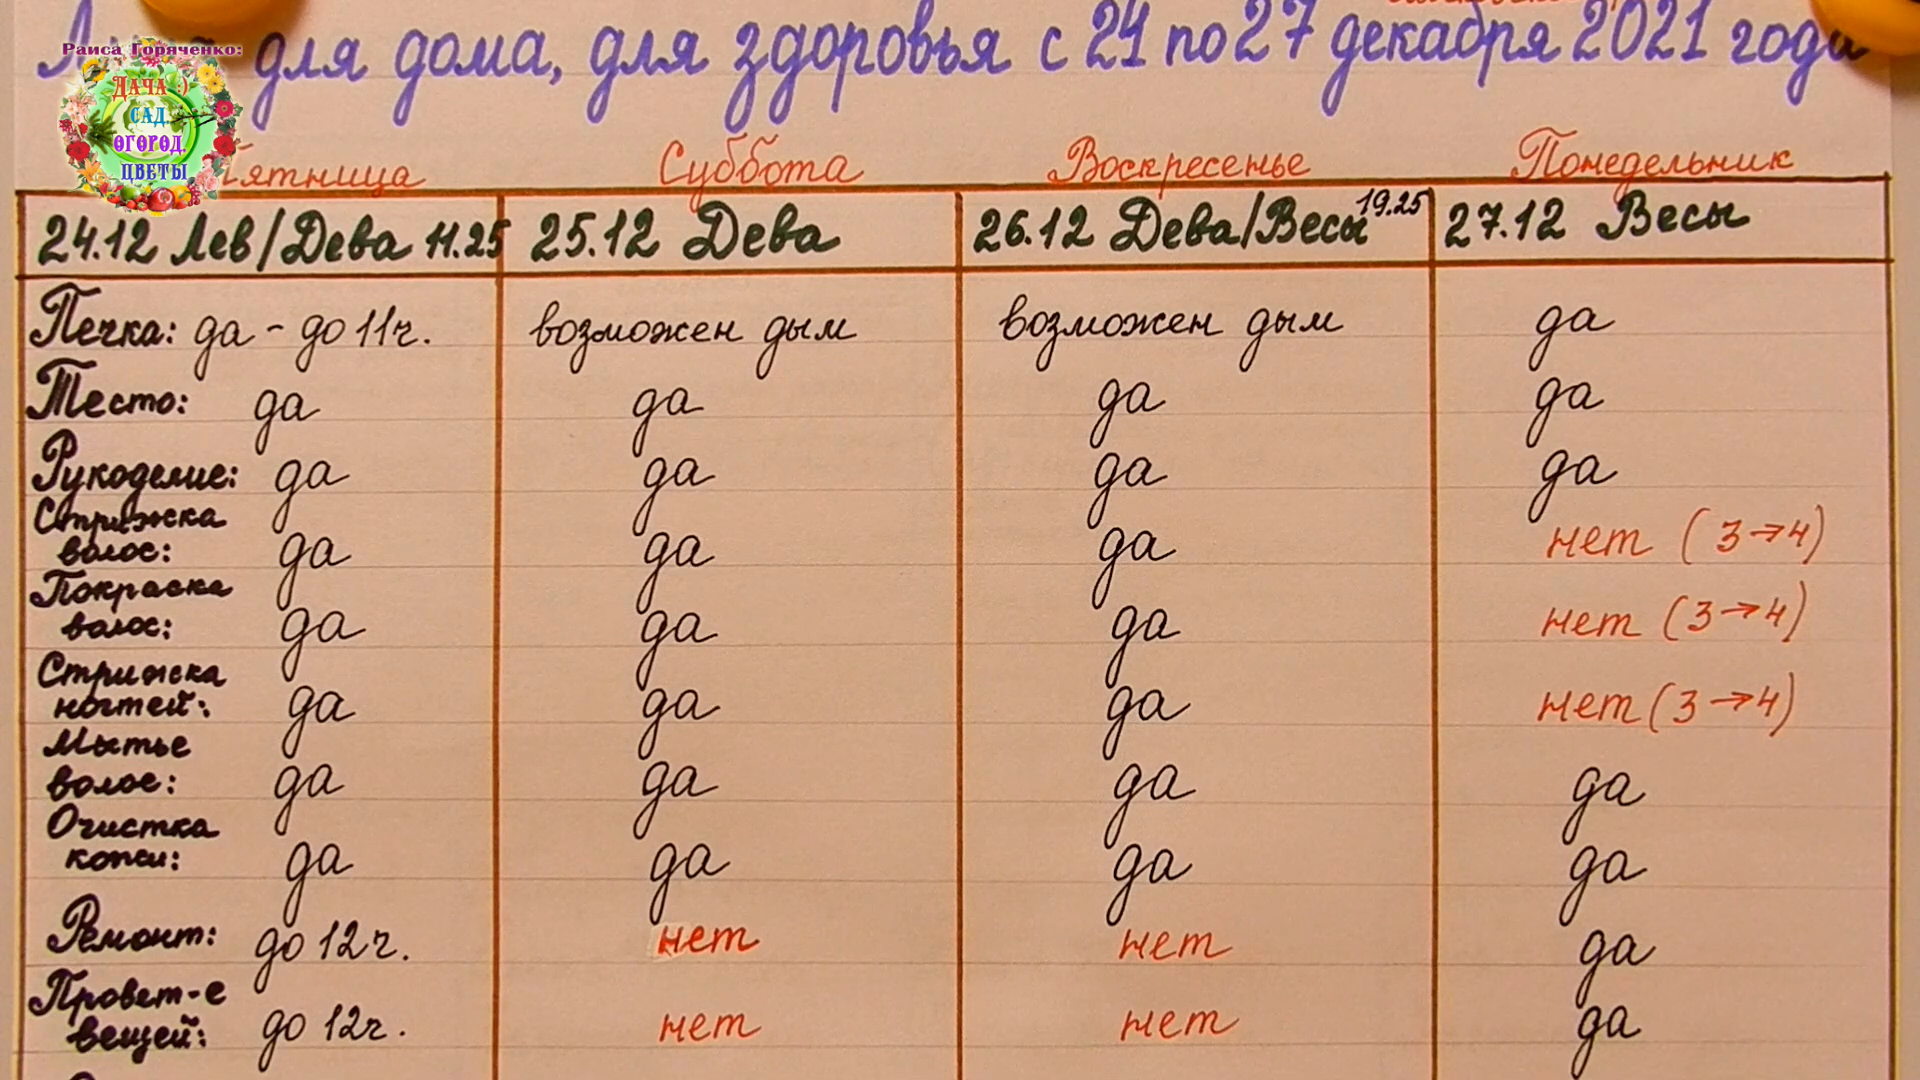 Раиса Горяченко:
Дача :)
сад.
огород.
цветы
для дома, для здоровья с 24 по 27 декабря 2021 года
Пятница Суббота Воскресенье Понедельник
24.12 Лев/Дева 11.25 25.12 Дева 26.12 Дева/Весы 19.25 27.12 Весы
Печка: да - до 11ч. возможен дым возможен дым да
Тесто: да да да да
Рукоделие: да да да да
Стрижка
волос: да да да нет (3→4)
Покраска
волос: да да да нет (3→4)
Стрижка
ногтей: да да да нет (3→4)
Мытье
волос: да да да да
Очистка
кожи: да да да да
Ремонт: до 12ч. нет нет да
Провет-е
вещей: до 12ч. нет нет да